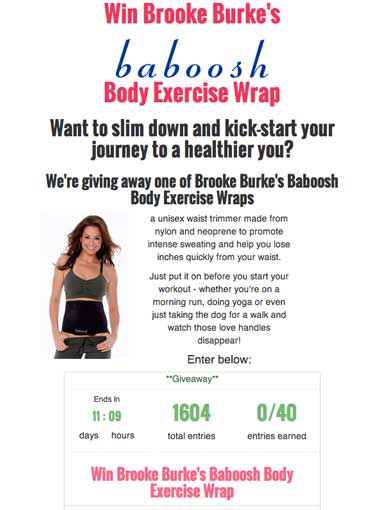 Win Brooke Burke's
baboosh
Body Exercise Wrap
Want to slim down and kick-start your
journey to a healthier you?
We're giving away one of Brooke Burke's Baboosh
Body Exercise Wraps
a unisex waist trimmer made from
nylon and neoprene to promote
intense sweating and help you lose
inches quickly from your waist.
Just put it on before you start your
workout - whether you're on a
morning run, doing yoga or even
just taking the dog for a walk and
watch those love handles
disappear!
Enter below:
**Giveaway**
Ends In
11 : 09
days hours
1604
total entries
0/40
entries earned
Win Brooke Burke's Baboosh Body
Exercise Wrap